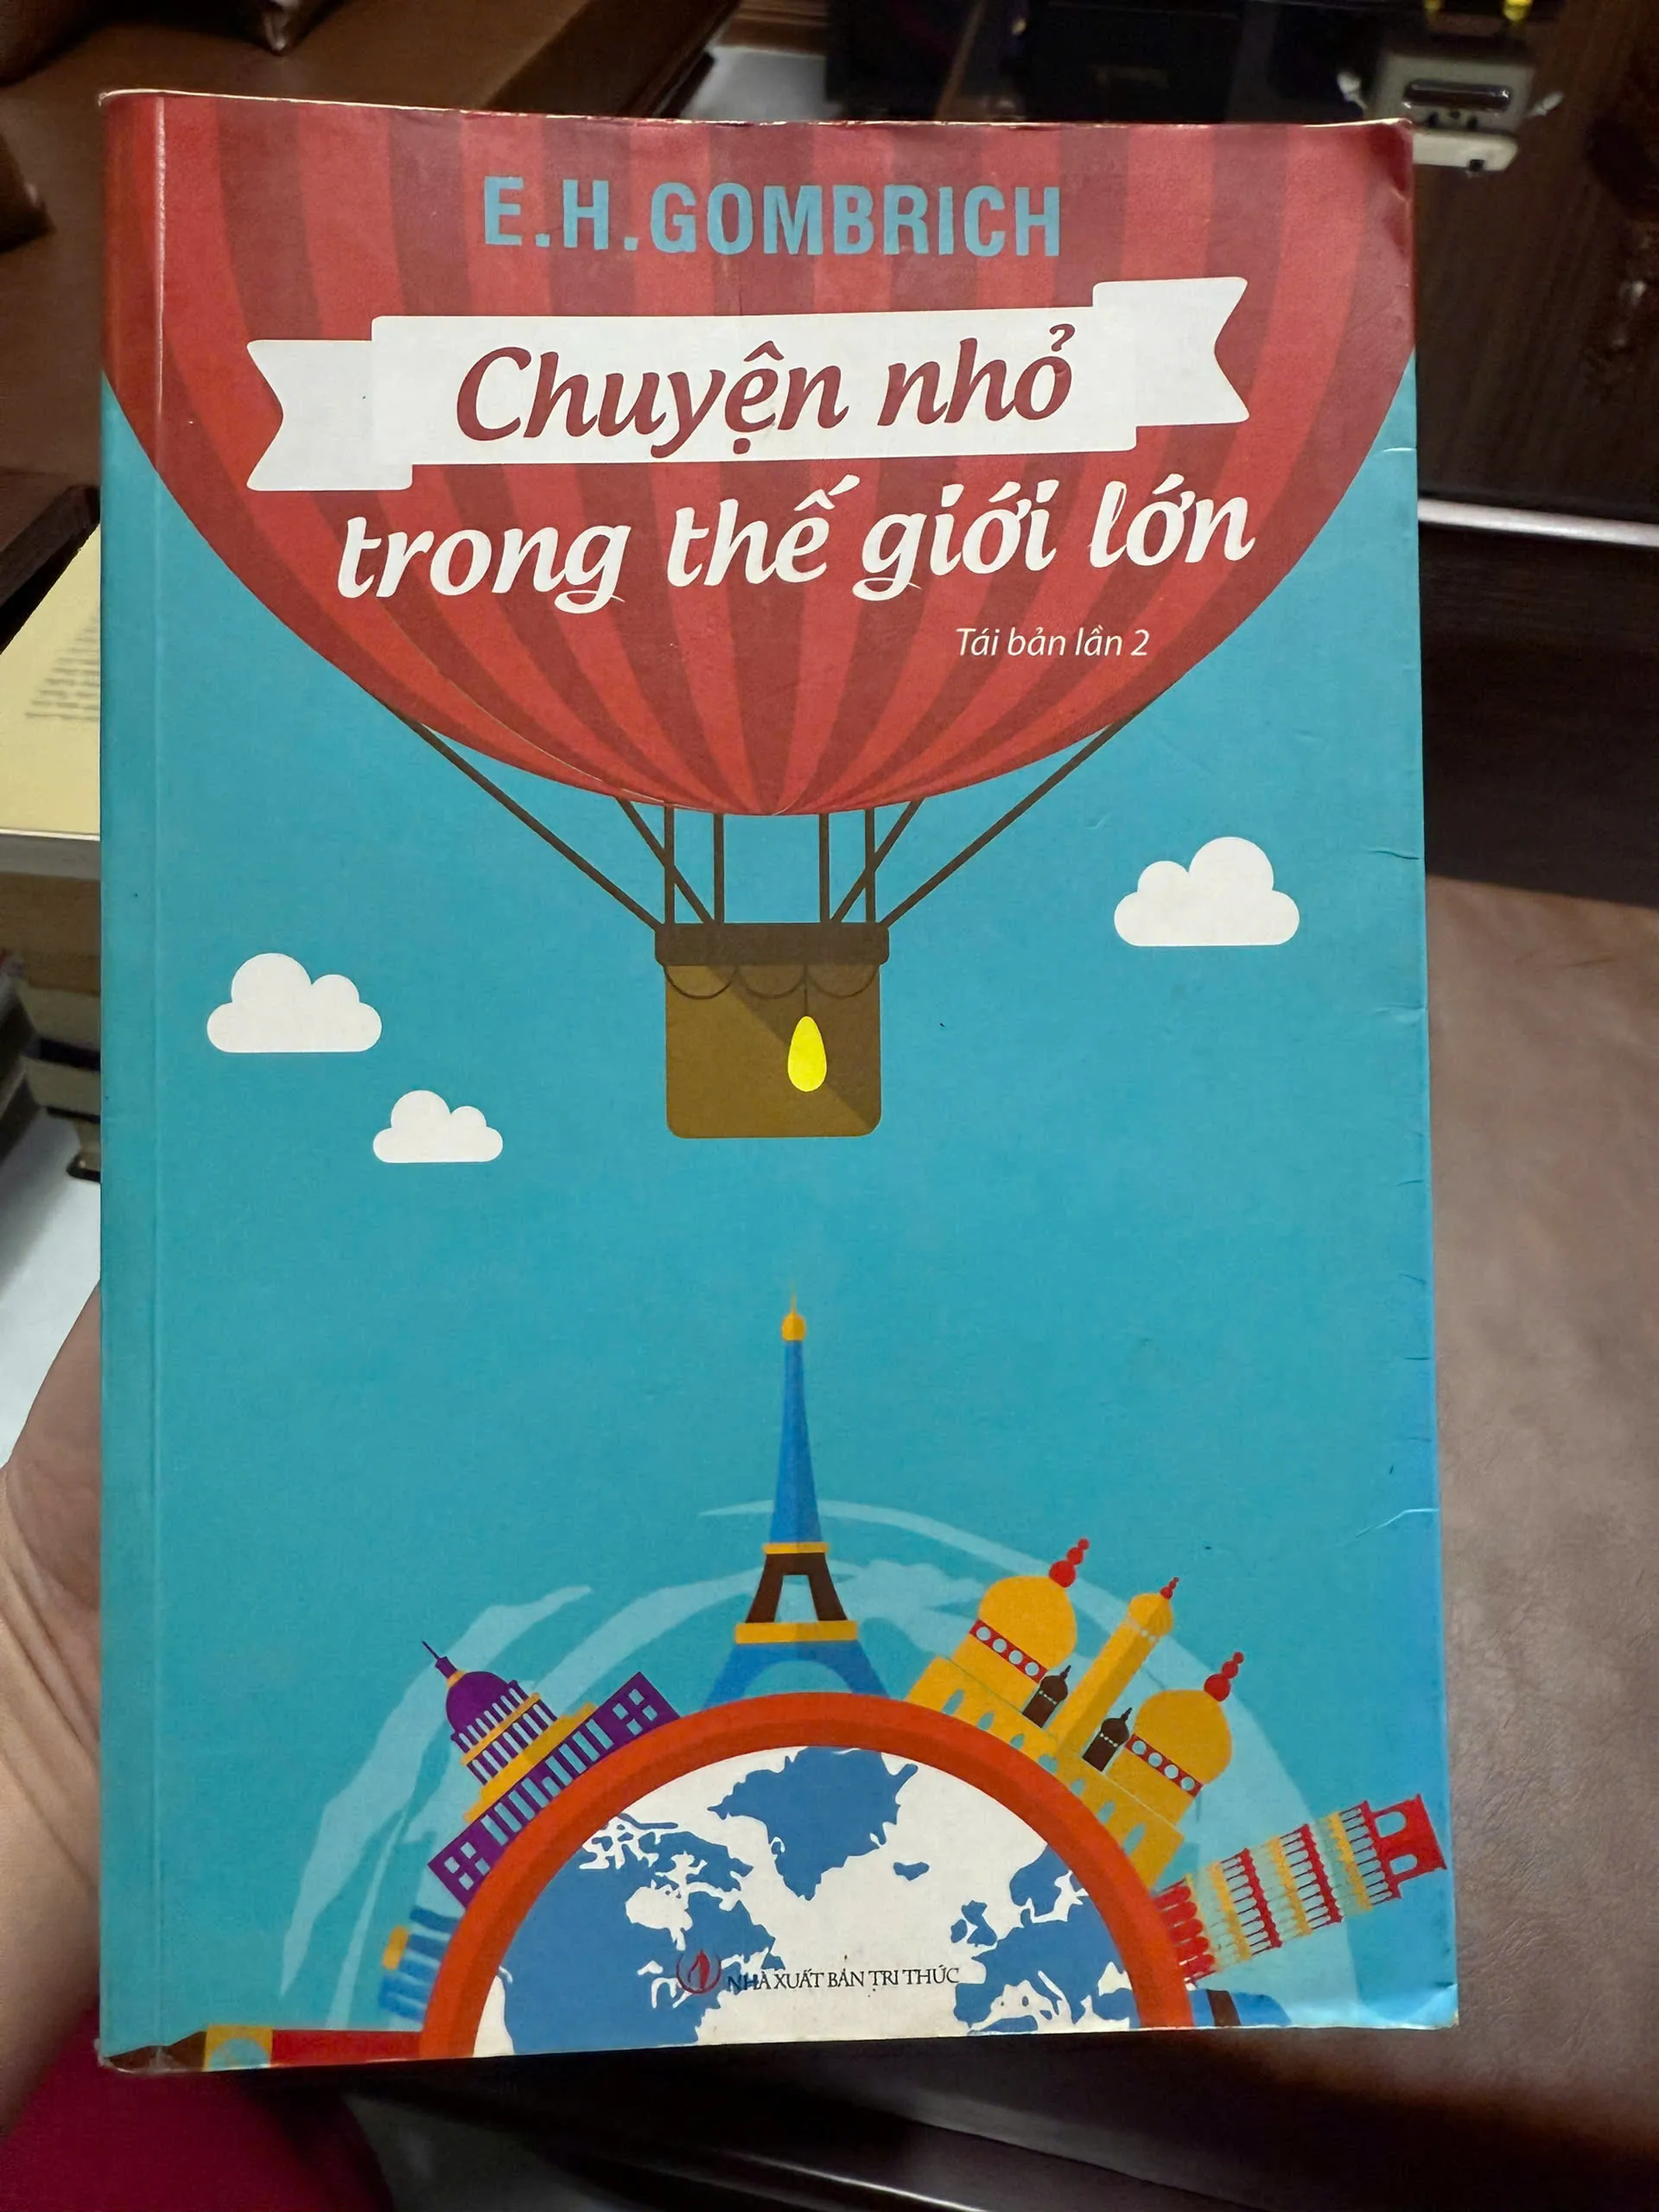 E.H.GOMBRICH
Chuyện nhỏ
trong thế giới lớn
Tái bản lần 2
NHÀ XUẤT BẢN TRI THỨC